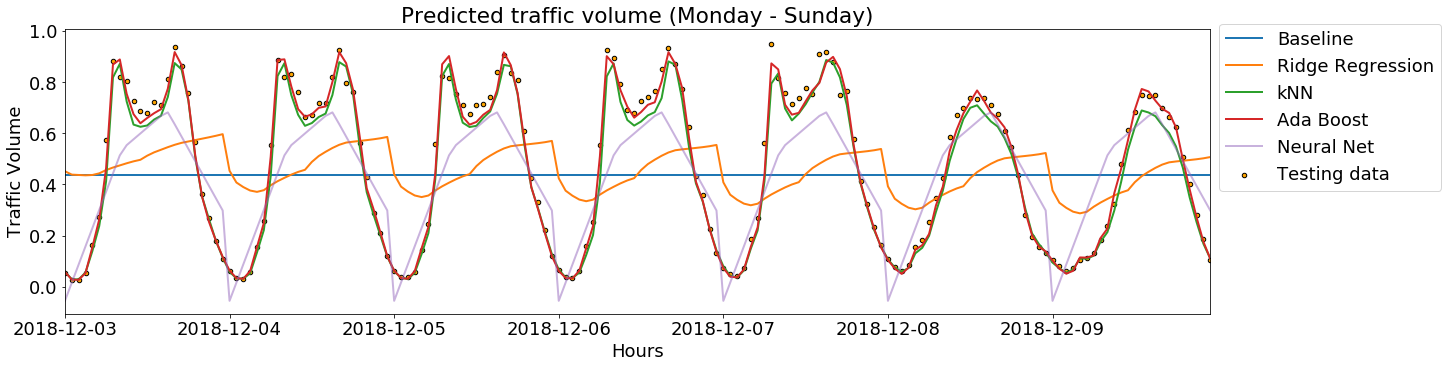 Predicted traffic volume (Monday - Sunday)
Traffic Volume
1.0
0.8
0.6
0.4
0.2
0.0
2018-12-03
2018-12-04
2018-12-05
2018-12-06
2018-12-07
2018-12-08
2018-12-09
Hours
Baseline
Ridge Regression
kNN
Ada Boost
Neural Net
Testing data